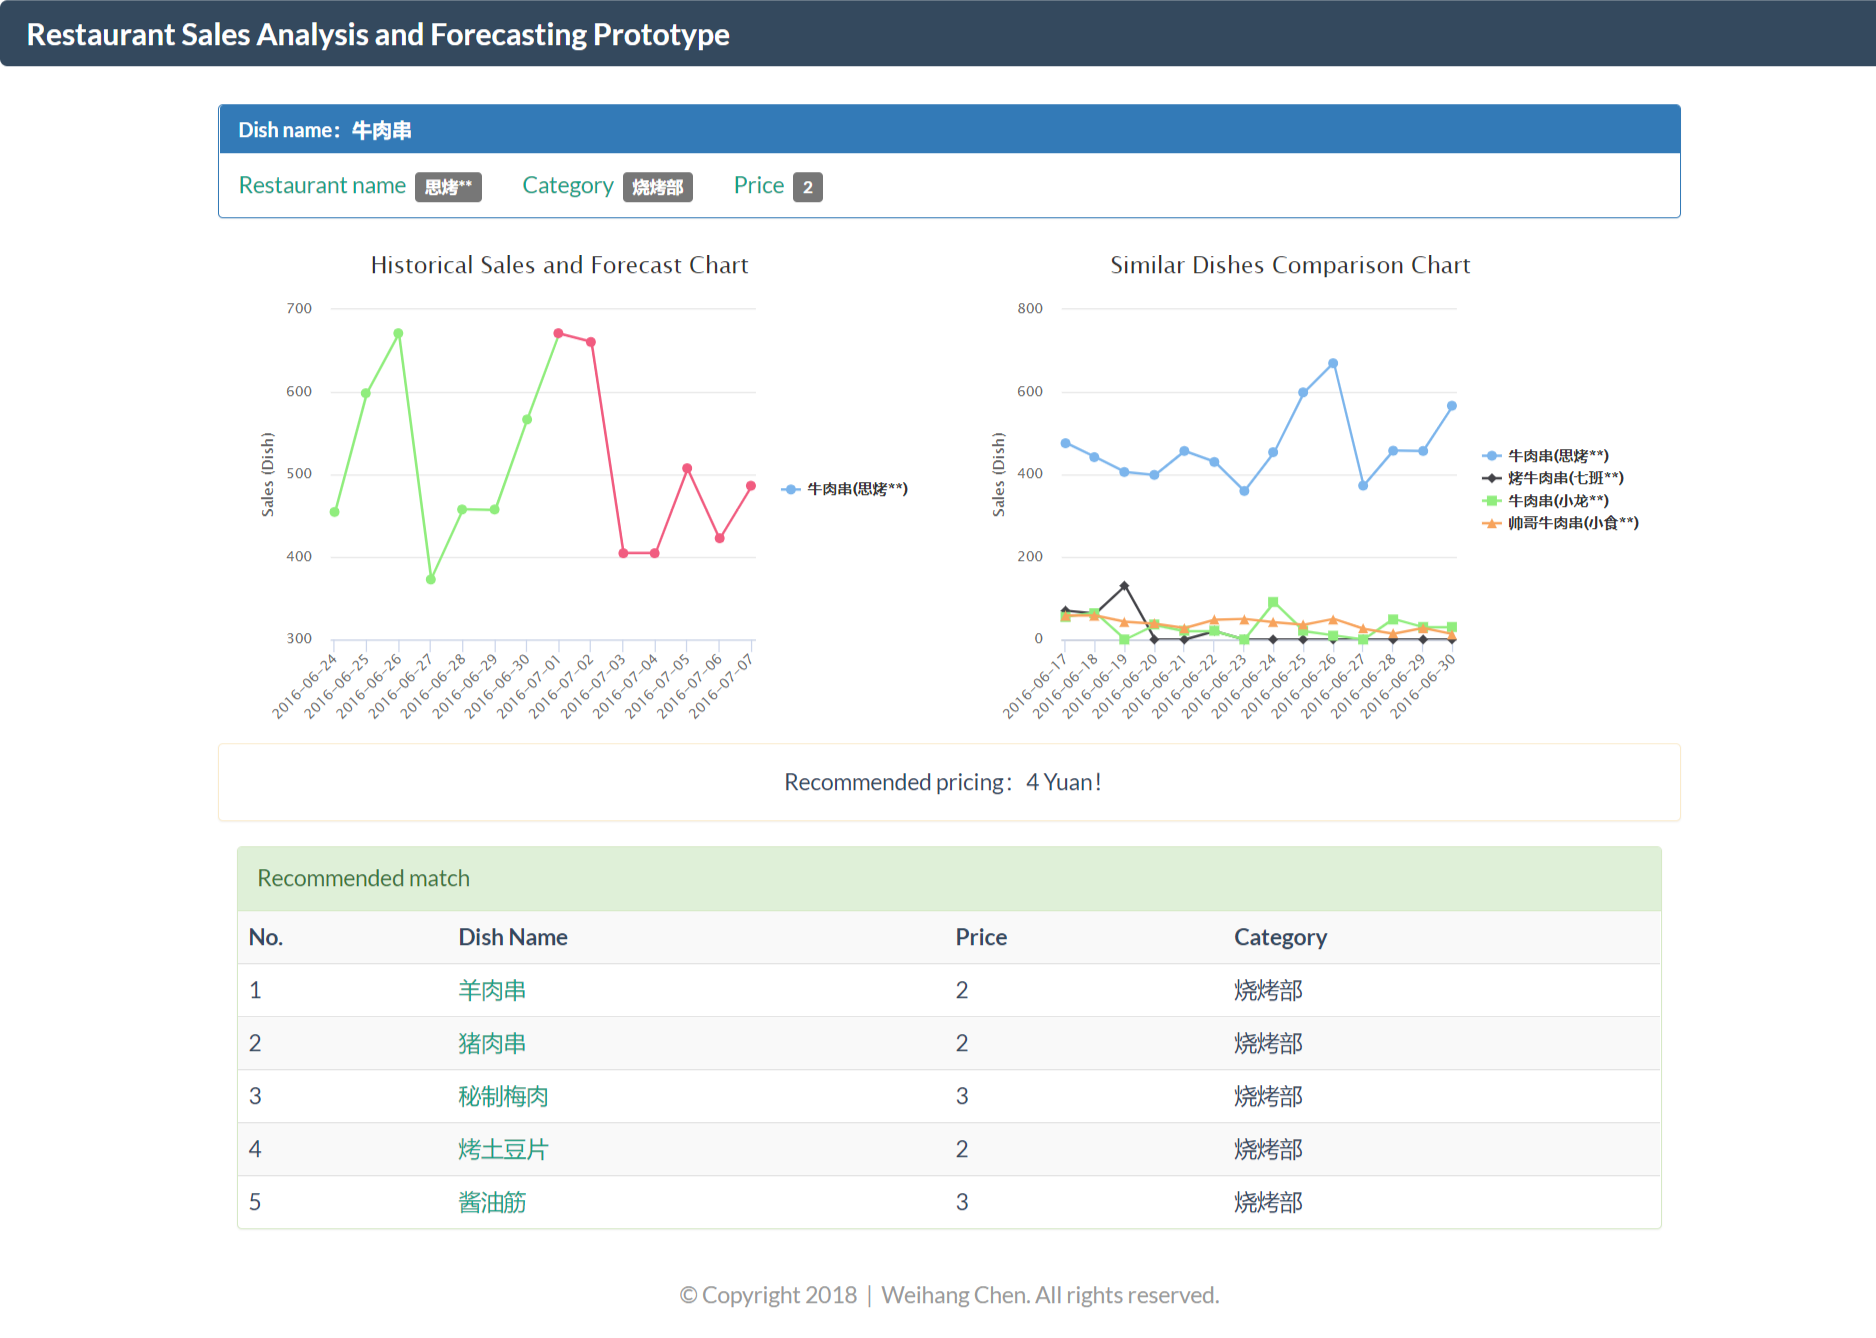 Restaurant Sales Analysis and Forecasting Prototype
Dish name：牛肉串
Restaurant name 思烤** Category 烧烤部 Price 2
Historical Sales and Forecast Chart
700
600
500
400
300
Sales (Dish)
2016-06-24
2016-06-25
2016-06-26
2016-06-27
2016-06-28
2016-06-29
2016-06-30
2016-07-01
2016-07-02
2016-07-03
2016-07-04
2016-07-05
2016-07-06
2016-07-07
牛肉串(思烤**)
Similar Dishes Comparison Chart
800
600
400
200
0
Sales (Dish)
2016-06-17
2016-06-18
2016-06-19
2016-06-20
2016-06-21
2016-06-22
2016-06-23
2016-06-24
2016-06-25
2016-06-26
2016-06-27
2016-06-28
2016-06-29
2016-06-30
牛肉串(思烤**)
烤牛肉串(七班**)
牛肉串(小龙**)
帅哥牛肉串(小食**)
Recommended pricing：4 Yuan！
Recommended match
No. Dish Name Price Category
1 羊肉串 2 烧烤部
2 猪肉串 2 烧烤部
3 秘制梅肉 3 烧烤部
4 烤土豆片 2 烧烤部
5 酱油筋 3 烧烤部
© Copyright 2018 | Weihang Chen. All rights reserved.